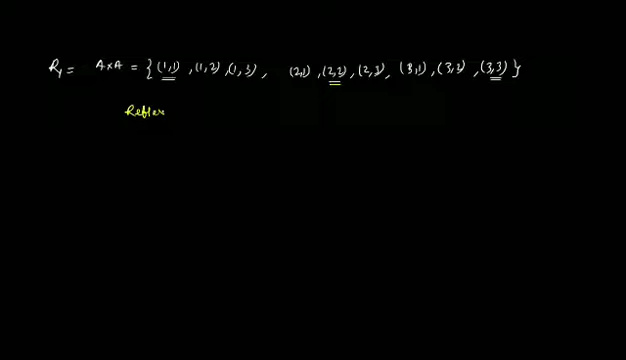 R₄ = A×A = { (1,1) , (1,2) , (1,3) , (2,1) , (2,2) , (2,3) , (3,1) , (3,2) , (3,3) }
Reflex